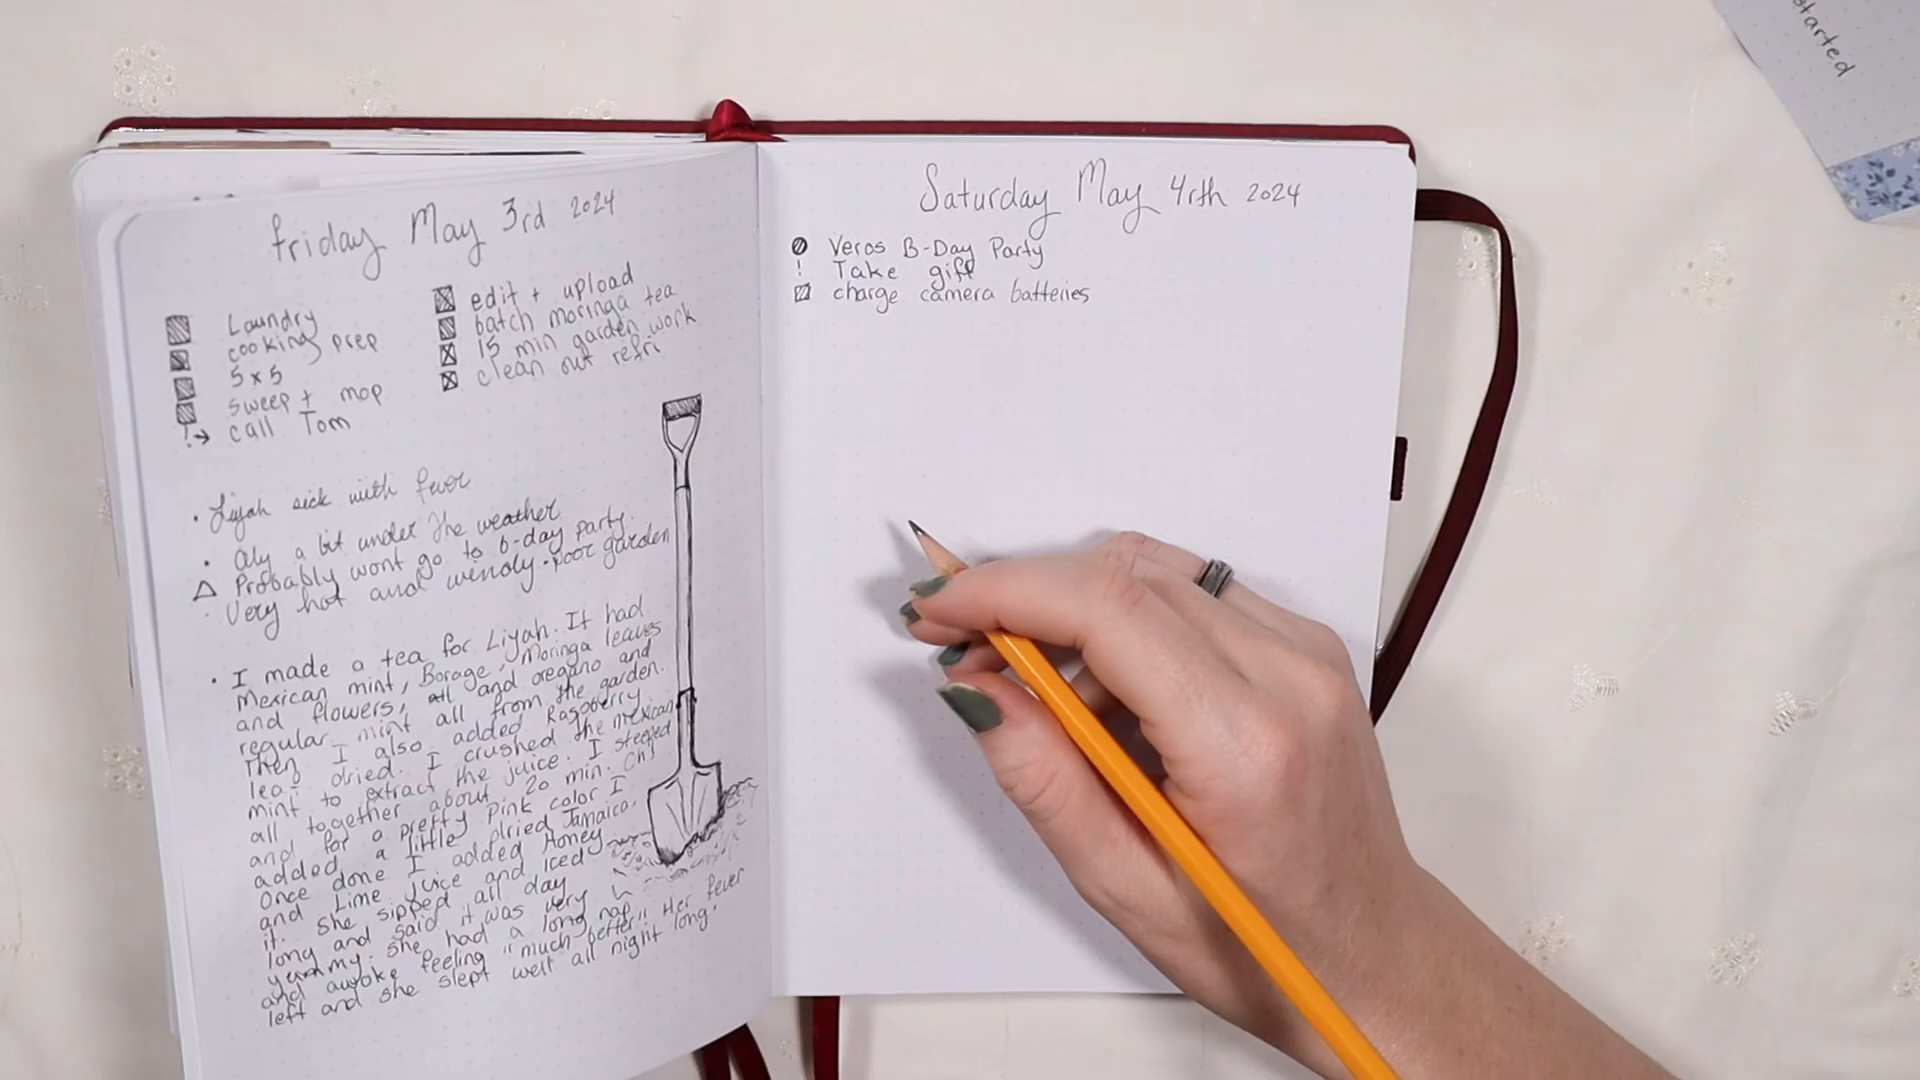 Friday May 3rd 2024
Laundry
cooking prep
5x5
sweep + mop
call Tom
edit + upload
batch moringa tea
15 min garden work
clean out refri
Liyah sick with fever
Aly a bit under the weather
Probably wont go to b-day party.
Very hot and windy - poor garden
I made a tea for Liyah. It had
Mexican mint, Borage, Moringa leaves
and flowers, and oregano and
regular mint all from the garden.
Then I also added Raspberry
leaf dried. I crushed the mexican
mint to extract the juice. I steeped
all together about 20 min. Oh!
and for a pretty pink color I
added a little dried Jamaica.
Once done I added Honey
and Lime juice and Iced
it. She sipped all day
long and said it was very
yummy. She had a long nap
and awoke feeling "much better" Her fever
left and she slept well all night long.
Saturday May 4rth 2024
Veros B-Day Party
! Take gift
charge camera batteries
started